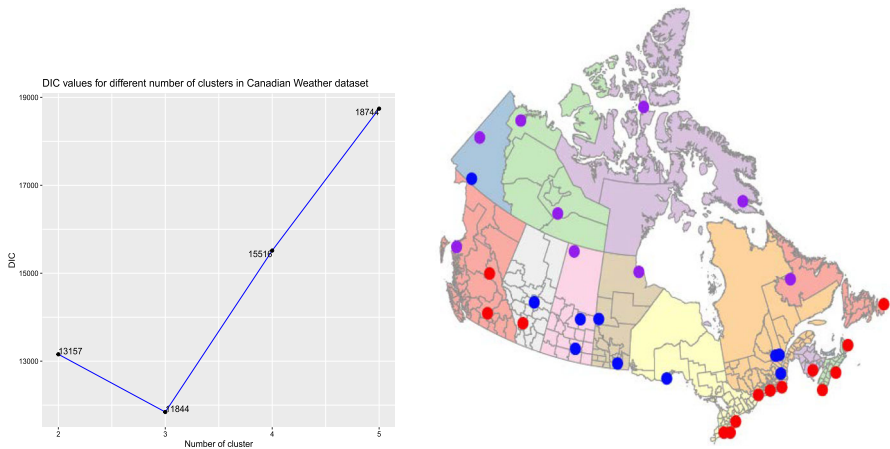 DIC values for different number of clusters in Canadian Weather dataset
19000
18744
17000
15516
15000
13157
13000
11844
DIC
2 3 4 5
Number of cluster